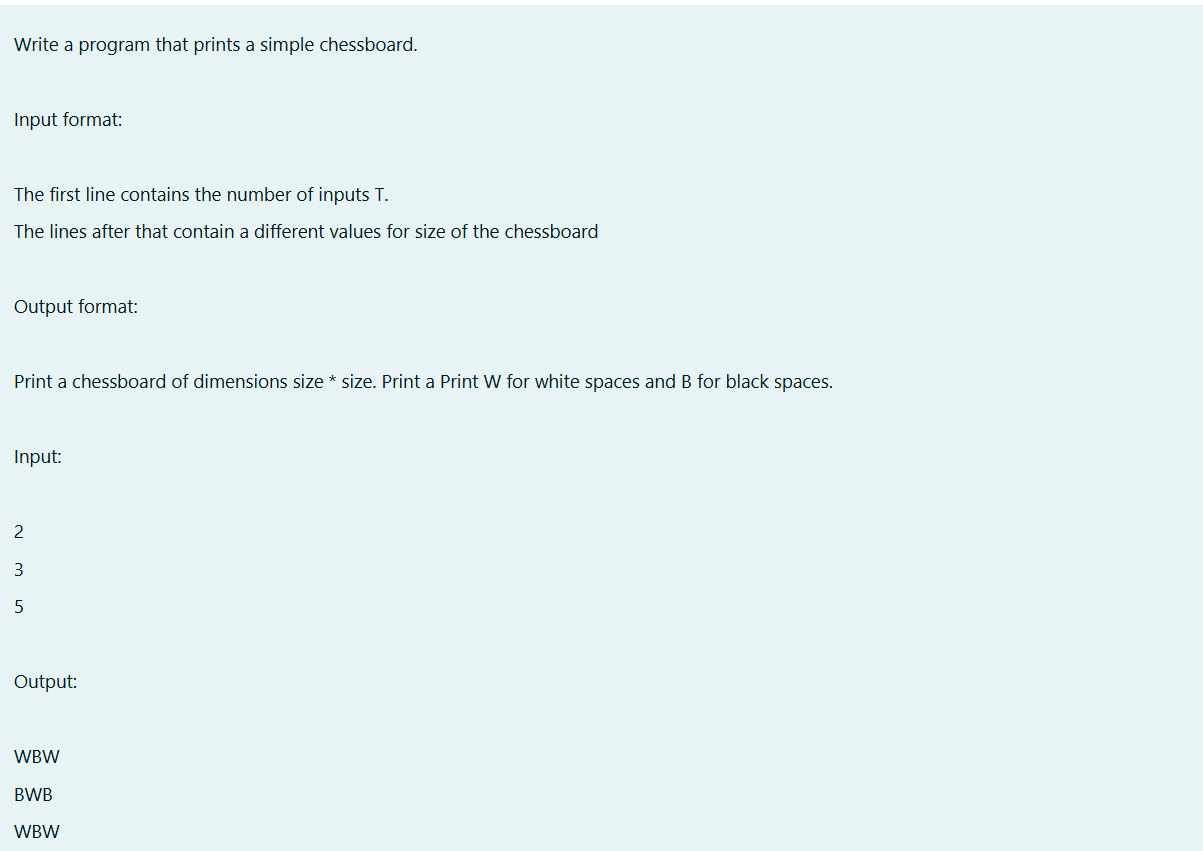 Write a program that prints a simple chessboard.
Input format:
The first line contains the number of inputs T.
The lines after that contain a different values for size of the chessboard
Output format:
Print a chessboard of dimensions size * size. Print a Print W for white spaces and B for black spaces.
Input:
2
3
5
Output:
WBW
BWB
WBW